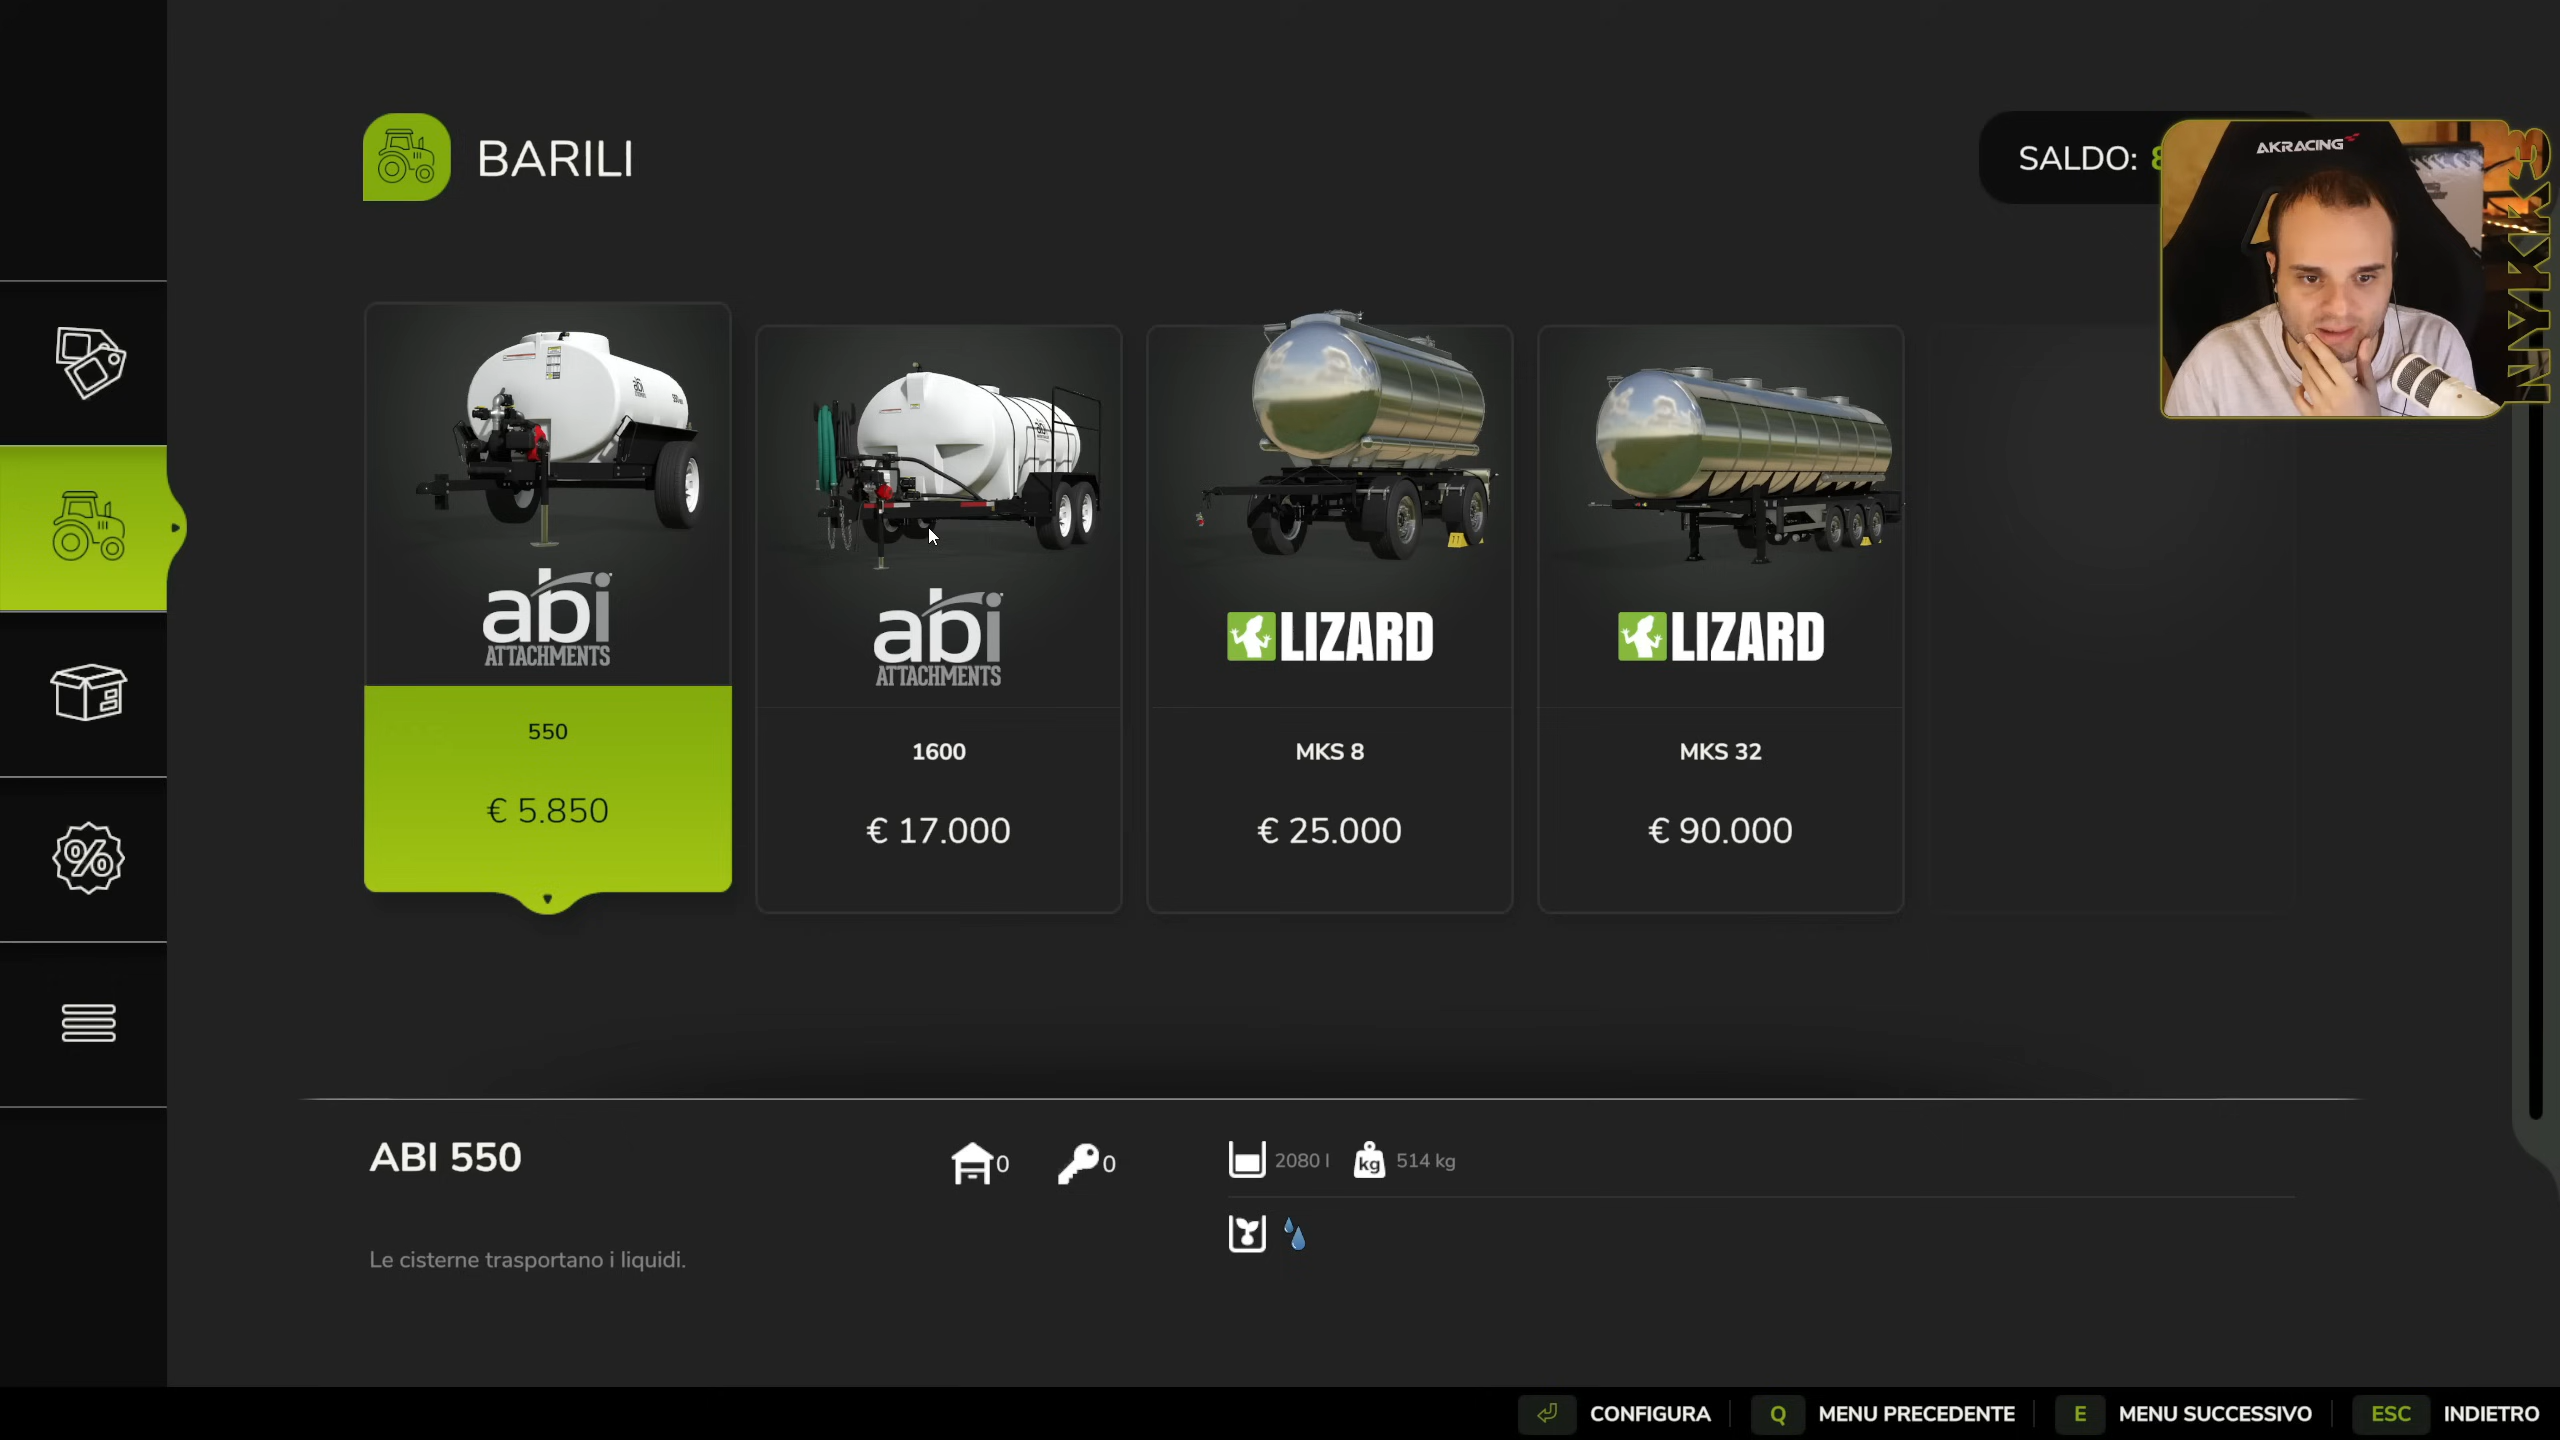 BARILI
SALDO: 8
AKRACING
NYKK3
abi
ATTACHMENTS
550
€ 5.850
abi
ATTACHMENTS
1600
€ 17.000
LIZARD
MKS 8
€ 25.000
LIZARD
MKS 32
€ 90.000
ABI 550
0
0
2080 l
kg
514 kg
Le cisterne trasportano i liquidi.
CONFIGURA
Q MENU PRECEDENTE
E MENU SUCCESSIVO
ESC INDIETRO